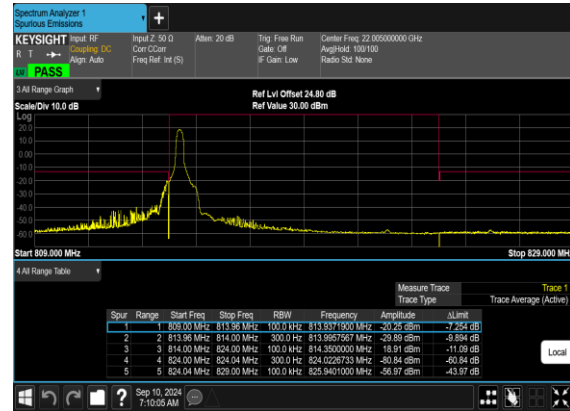 Spectrum Analyzer 1
Spurious Emissions
+
KEYSIGHT Input: RF Input Z: 50 Ω Atten: 20 dB Trig: Free Run Center Freq: 22.005000000 GHz
R T Coupling: DC Corr CCorr Gate: Off Avg|Hold: 100/100
Align: Auto Freq Ref: Int (S) IF Gain: Low Radio Std: None
PASS
3 All Range Graph
Ref Lvl Offset 24.80 dB
Scale/Div 10.0 dB Ref Value 30.00 dBm
Log
20.0
10.0
0.00
-10.0
-20.0
-30.0
-40.0
-50.0
-60.0
Start 809.000 MHz Stop 829.000 MH
4 All Range Table
Measure Trace Trace 1
Trace Type Trace Average (Active)
Spur Range Start Freq Stop Freq RBW Frequency Amplitude ΔLimit
1 1 809.00 MHz 813.96 MHz 100.0 kHz 813.9371900 MHz -20.25 dBm -7.254 dB
2 2 813.96 MHz 814.00 MHz 300.0 Hz 813.9957567 MHz -29.89 dBm -9.894 dB
3 3 814.00 MHz 824.00 MHz 100.0 kHz 814.3500000 MHz 18.91 dBm -11.09 dB
4 4 824.00 MHz 824.04 MHz 300.0 Hz 824.0226733 MHz -80.84 dBm -60.84 dB
5 5 824.04 MHz 829.00 MHz 100.0 kHz 825.9401000 MHz -56.97 dBm -43.97 dB
Local
?
Sep 10, 2024
7:10:05 AM